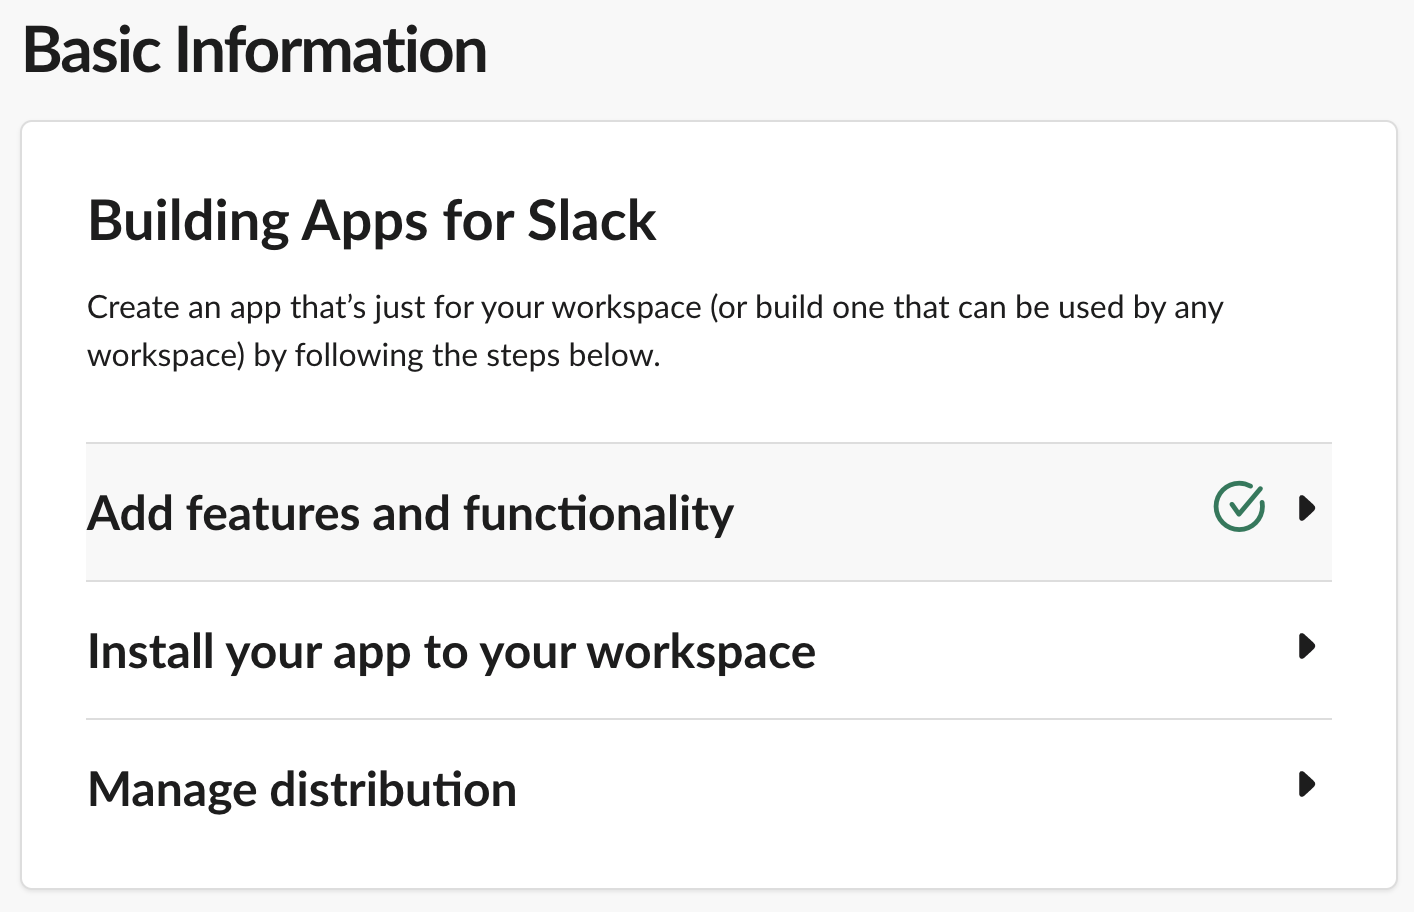 Basic Information
Building Apps for Slack
Create an app that’s just for your workspace (or build one that can be used by any
workspace) by following the steps below.
Add features and functionality
Install your app to your workspace
Manage distribution